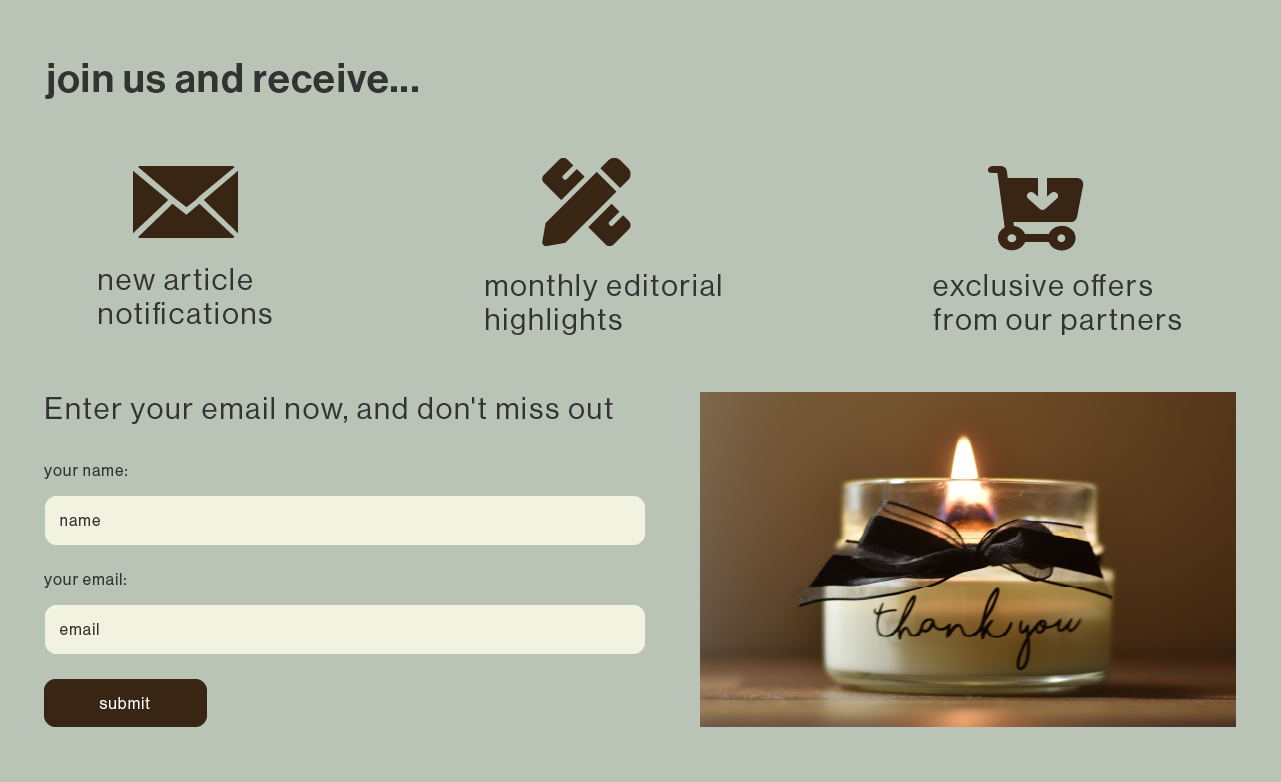 join us and receive...
new article
notifications
monthly editorial
highlights
exclusive offers
from our partners
Enter your email now, and don't miss out
your name:
name
your email:
email
submit
thank you